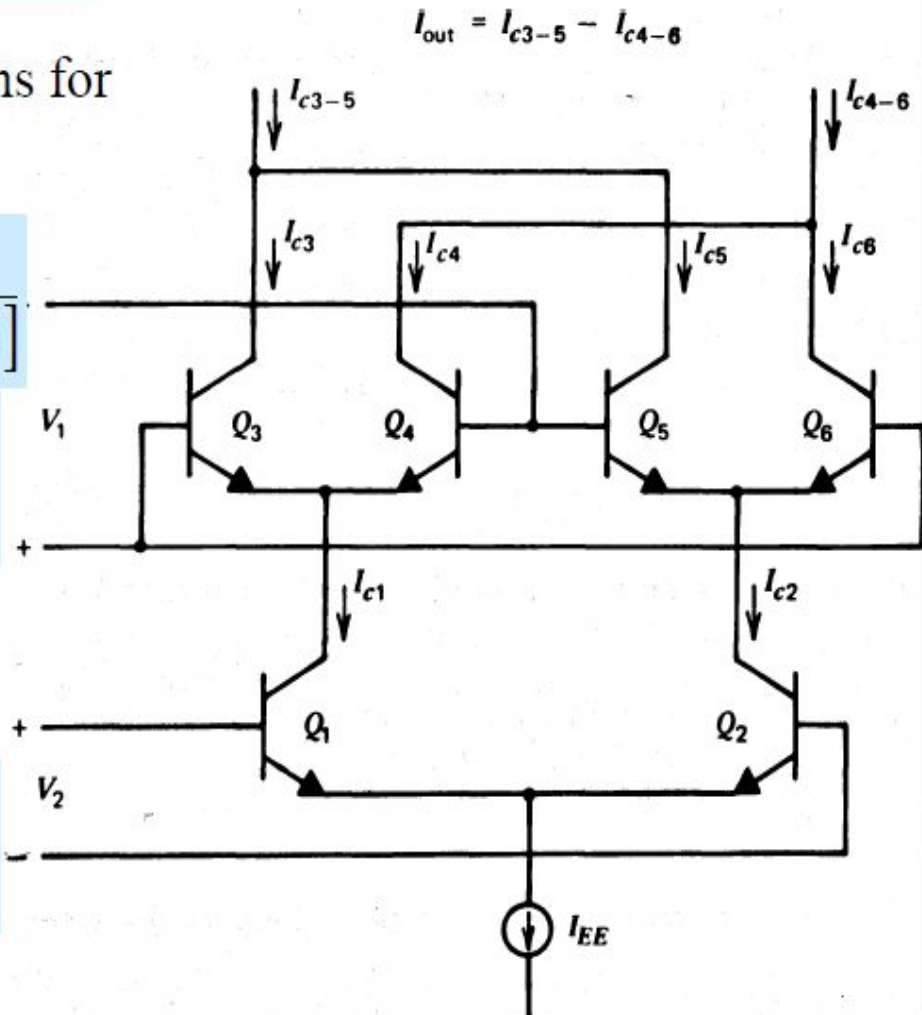 I_out = I_c3–5 – I_c4–6
ns for
I_c3–5
I_c4–6
I_c3
I_c4
I_c5
I_c6
]
V_1
Q_3
Q_4
Q_5
Q_6
+
I_c1
I_c2
+
Q_1
Q_2
V_2
–
I_EE